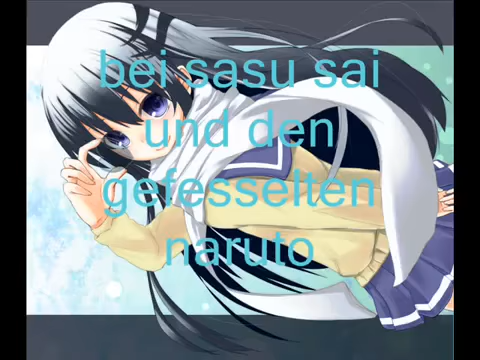 bei sasu sai
und den
gefesselten
naruto